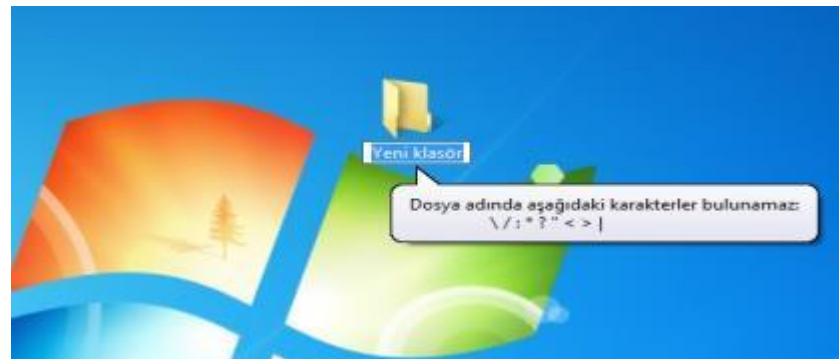 Yeni klasör
Dosya adında aşağıdaki karakterler bulunamaz:
\ / : * ? " < > |